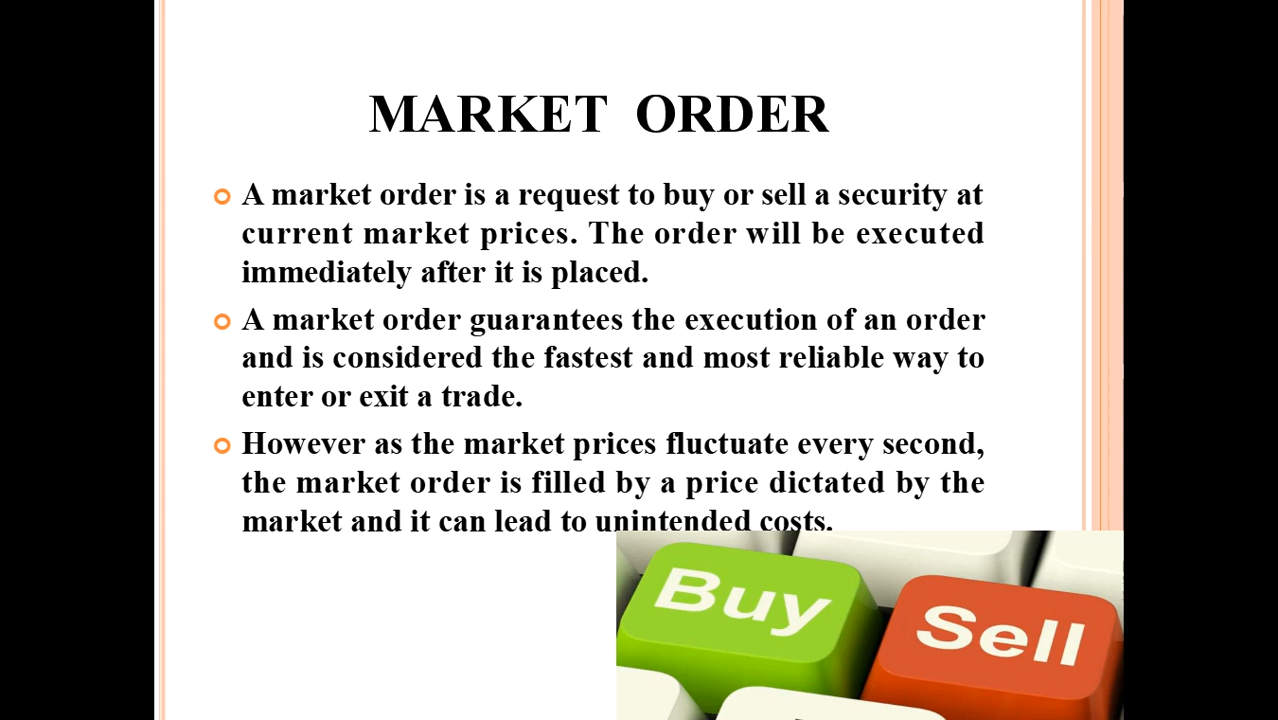 MARKET ORDER
A market order is a request to buy or sell a security at
current market prices. The order will be executed
immediately after it is placed.
A market order guarantees the execution of an order
and is considered the fastest and most reliable way to
enter or exit a trade.
However as the market prices fluctuate every second,
the market order is filled by a price dictated by the
market and it can lead to unintended costs.
Buy
Sell